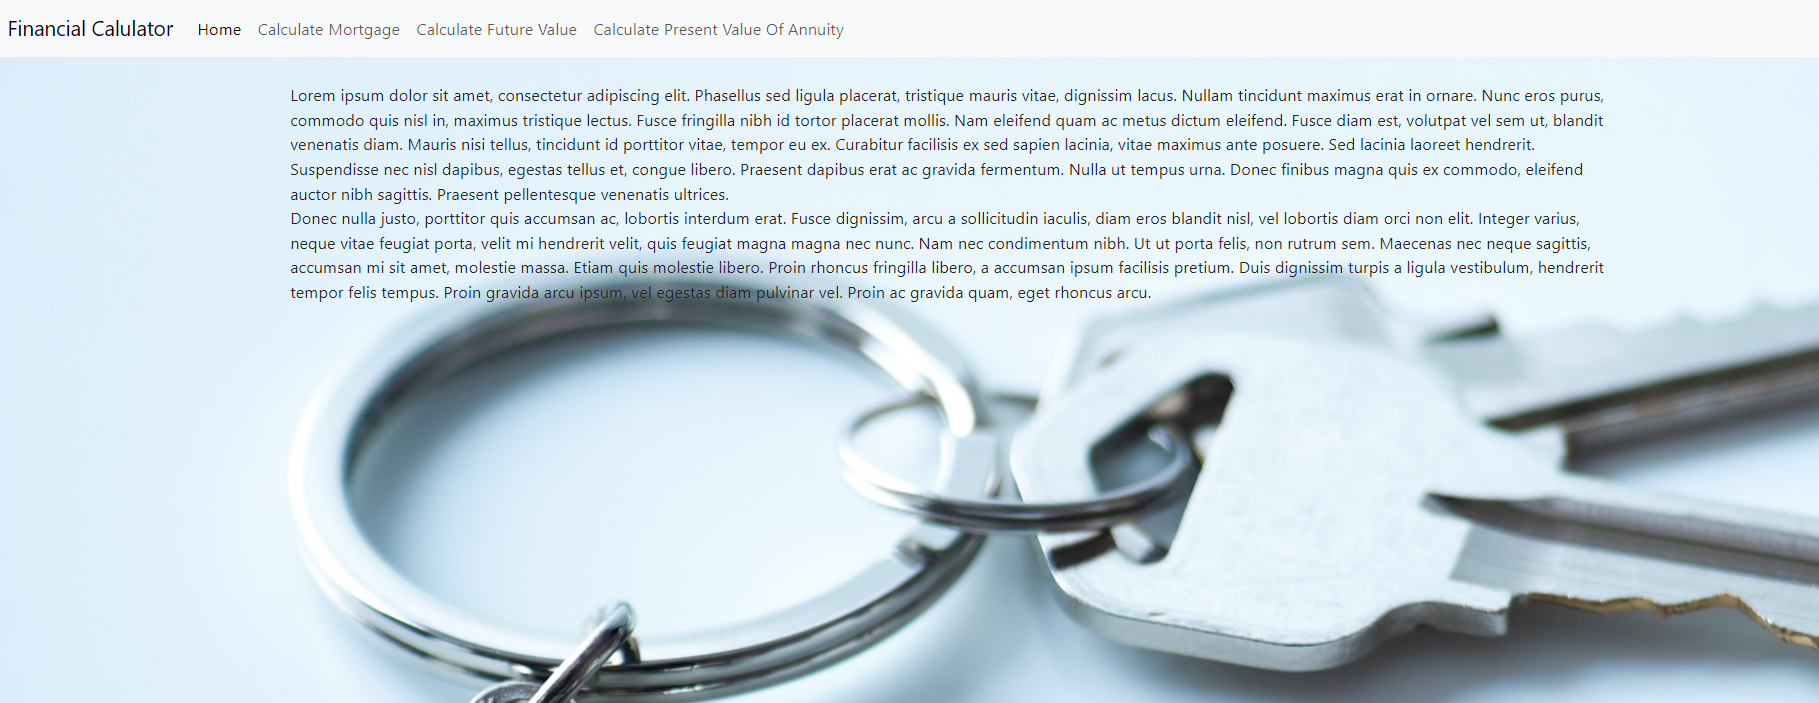 Financial Calulator Home Calculate Mortgage Calculate Future Value Calculate Present Value Of Annuity
Lorem ipsum dolor sit amet, consectetur adipiscing elit. Phasellus sed ligula placerat, tristique mauris vitae, dignissim lacus. Nullam tincidunt maximus erat in ornare. Nunc eros purus,
commodo quis nisl in, maximus tristique lectus. Fusce fringilla nibh id tortor placerat mollis. Nam eleifend quam ac metus dictum eleifend. Fusce diam est, volutpat vel sem ut, blandit
venenatis diam. Mauris nisi tellus, tincidunt id porttitor vitae, tempor eu ex. Curabitur facilisis ex sed sapien lacinia, vitae maximus ante posuere. Sed lacinia laoreet hendrerit.
Suspendisse nec nisl dapibus, egestas tellus et, congue libero. Praesent dapibus erat ac gravida fermentum. Nulla ut tempus urna. Donec finibus magna quis ex commodo, eleifend
auctor nibh sagittis. Praesent pellentesque venenatis ultrices.
Donec nulla justo, porttitor quis accumsan ac, lobortis interdum erat. Fusce dignissim, arcu a sollicitudin iaculis, diam eros blandit nisl, vel lobortis diam orci non elit. Integer varius,
neque vitae feugiat porta, velit mi hendrerit velit, quis feugiat magna magna nec nunc. Nam nec condimentum nibh. Ut ut porta felis, non rutrum sem. Maecenas nec neque sagittis,
accumsan mi sit amet, molestie massa. Etiam quis molestie libero. Proin rhoncus fringilla libero, a accumsan ipsum facilisis pretium. Duis dignissim turpis a ligula vestibulum, hendrerit
tempor felis tempus. Proin gravida arcu ipsum, vel egestas diam pulvinar vel. Proin ac gravida quam, eget rhoncus arcu.